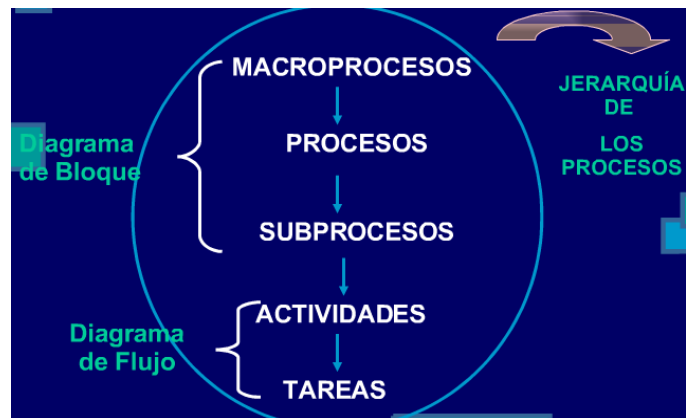 MACROPROCESOS
PROCESOS
SUBPROCESOS
ACTIVIDADES
TAREAS
Diagrama
de Bloque
Diagrama
de Flujo
JERARQUÍA
DE
LOS
PROCESOS